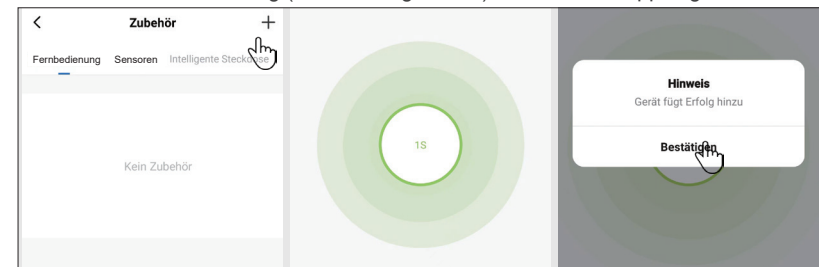 Zubehör
Fernbedienung Sensoren Intelligente Steckdose
Kein Zubehör
1S
Hinweis
Gerät fügt Erfolg hinzu
Bestätigen